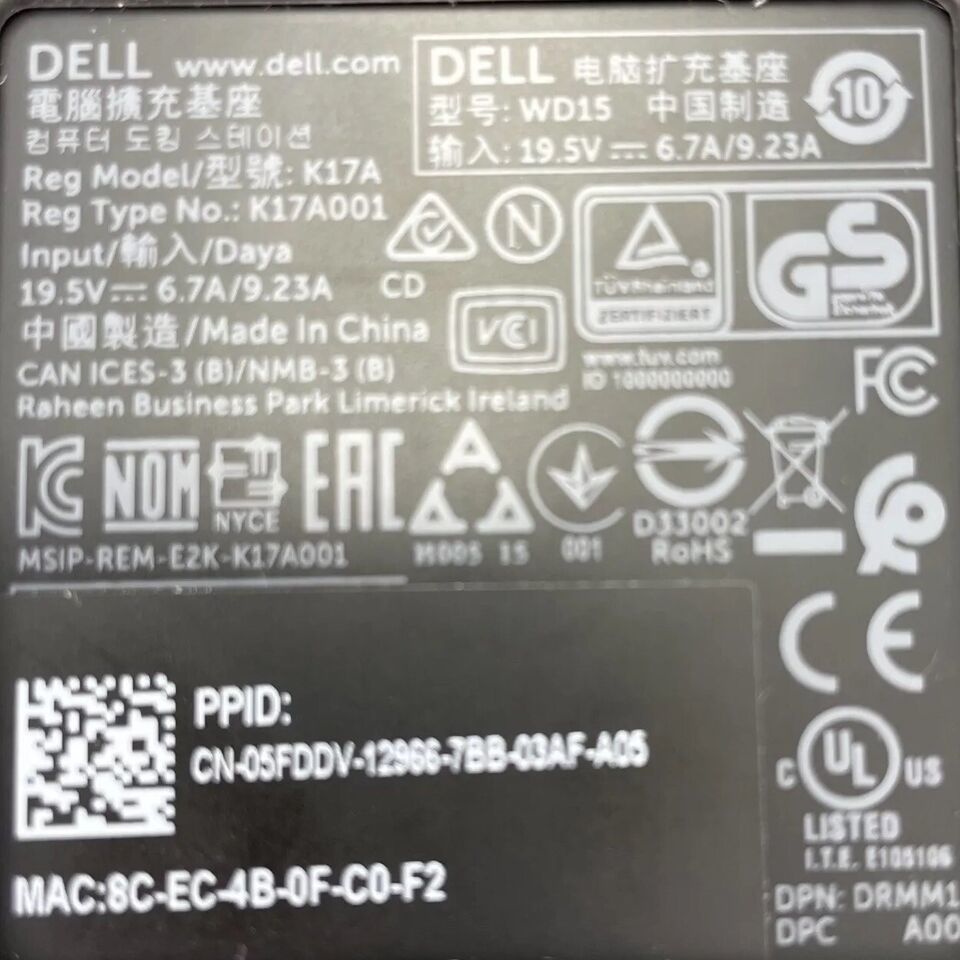 DELL www.dell.com
電腦擴充基座
컴퓨터 도킹 스테이션
Reg Model/型號: K17A
Reg Type No.: K17A001
Input/輸入/Daya
19.5V⎓ 6.7A/9.23A
中國製造/Made In China
CAN ICES-3 (B)/NMB-3 (B)
Raheen Business Park Limerick Ireland
DELL 电脑扩充基座
型号: WD15 中国制造
输入: 19.5V⎓ 6.7A/9.23A
10
N
CD
VCI
TÜVRheinland
ZERTIFIZIERT
GS
www.tuv.com
ID 1000000000
FC
NOM
NYCE
EAC
MSIP-REM-E2K-K17A001
001
D33002
RoHS
CE
PPID:
CN-05FDDV-12966-7BB-03AF-A05
MAC:8C-EC-4B-0F-C0-F2
C UL US
LISTED
I.T.E. E105106
DPN: DRMM1
DPC A00